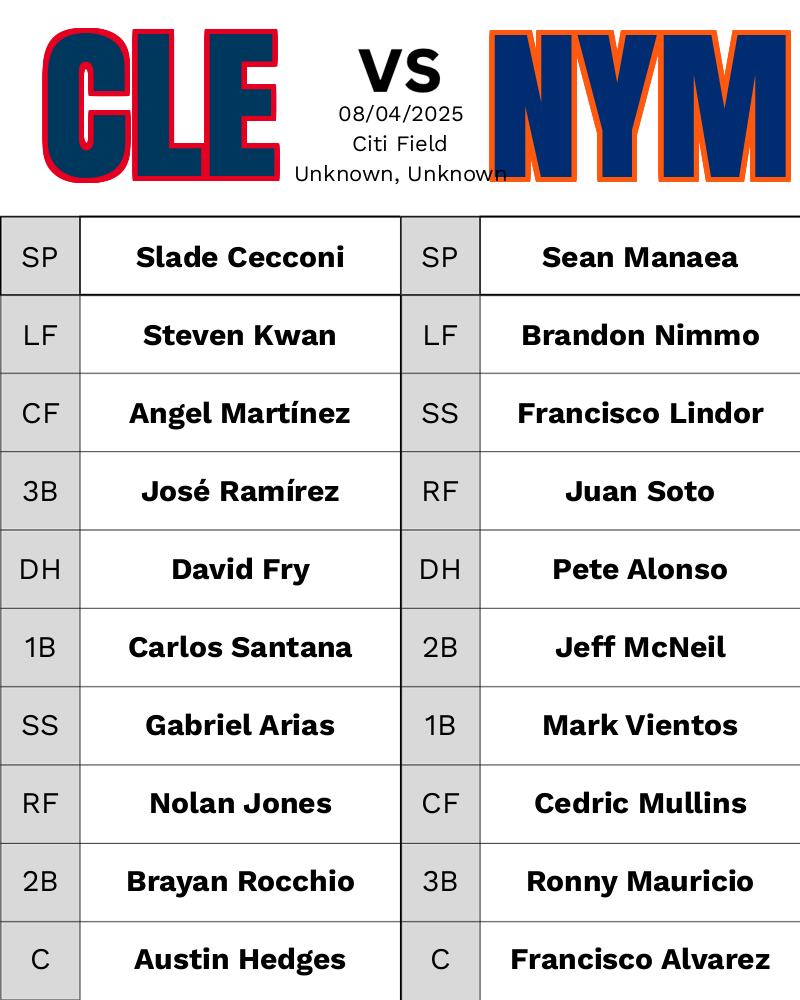 CLE VS NYM
08/04/2025
Citi Field
Unknown, Unknown
SP Slade Cecconi SP Sean Manaea
LF Steven Kwan LF Brandon Nimmo
CF Angel Martínez SS Francisco Lindor
3B José Ramírez RF Juan Soto
DH David Fry DH Pete Alonso
1B Carlos Santana 2B Jeff McNeil
SS Gabriel Arias 1B Mark Vientos
RF Nolan Jones CF Cedric Mullins
2B Brayan Rocchio 3B Ronny Mauricio
C Austin Hedges C Francisco Alvarez